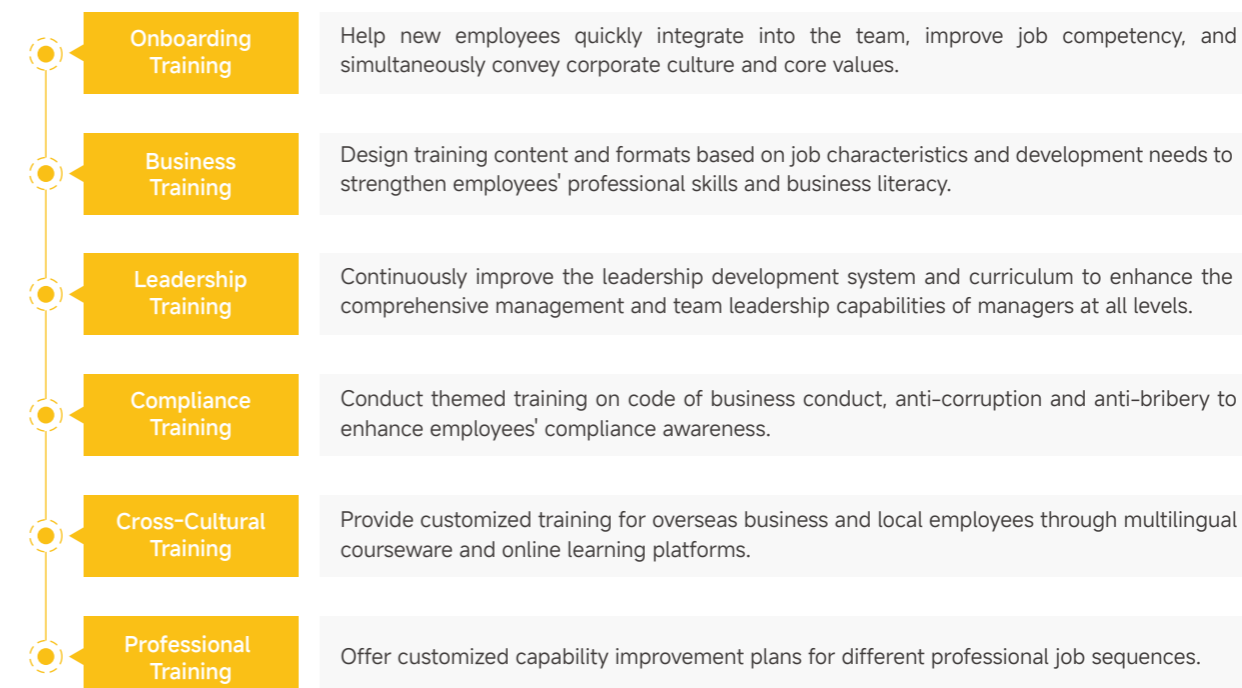 Onboarding
Training
Help new employees quickly integrate into the team, improve job competency, and
simultaneously convey corporate culture and core values.
Business
Training
Design training content and formats based on job characteristics and development needs to
strengthen employees' professional skills and business literacy.
Leadership
Training
Continuously improve the leadership development system and curriculum to enhance the
comprehensive management and team leadership capabilities of managers at all levels.
Compliance
Training
Conduct themed training on code of business conduct, anti-corruption and anti-bribery to
enhance employees' compliance awareness.
Cross-Cultural
Training
Provide customized training for overseas business and local employees through multilingual
courseware and online learning platforms.
Professional
Training
Offer customized capability improvement plans for different professional job sequences.